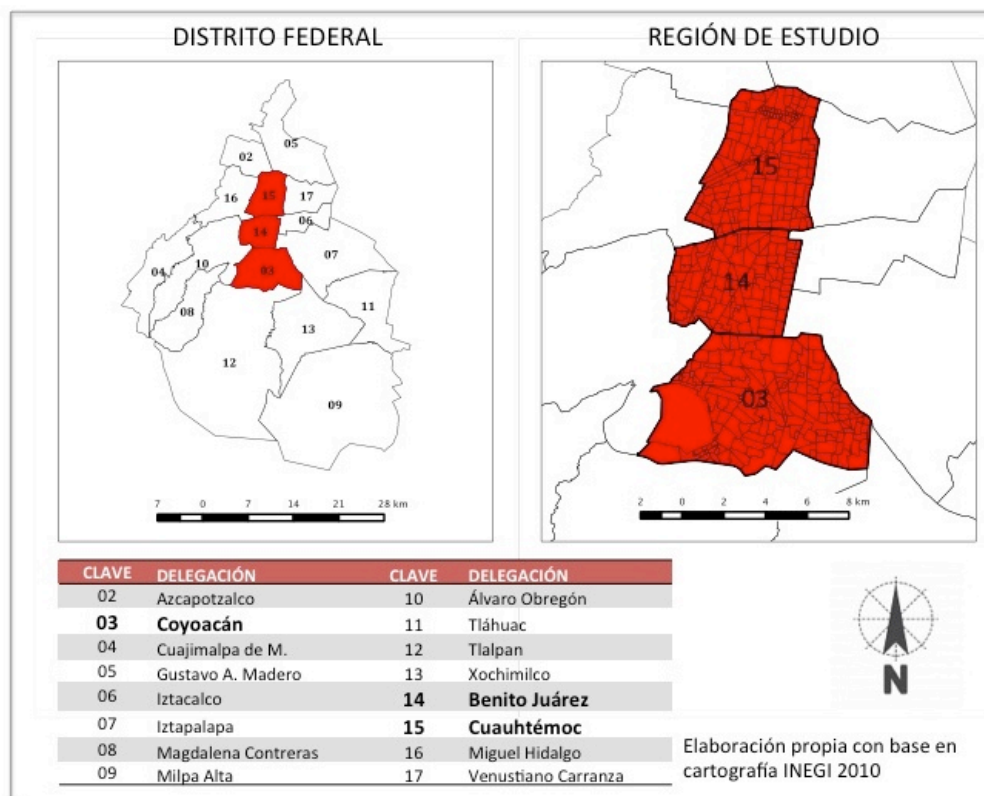 DISTRITO FEDERAL
05
02
16
15
17
06
14
07
04
10
03
08
11
13
12
09
7 0 7 14 21 28 km
REGIÓN DE ESTUDIO
15
14
03
2 0 2 4 6 8 km
CLAVE DELEGACIÓN CLAVE DELEGACIÓN
02 Azcapotzalco 10 Álvaro Obregón
03 Coyoacán 11 Tláhuac
04 Cuajimalpa de M. 12 Tlalpan
05 Gustavo A. Madero 13 Xochimilco
06 Iztacalco 14 Benito Juárez
07 Iztapalapa 15 Cuauhtémoc
08 Magdalena Contreras 16 Miguel Hidalgo
09 Milpa Alta 17 Venustiano Carranza
N
Elaboración propia con base en
cartografía INEGI 2010